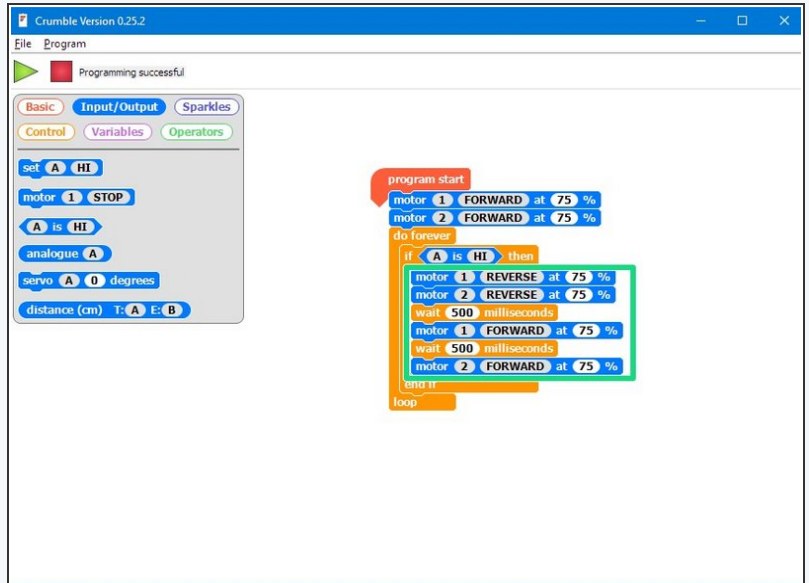 Crumble Version 0.25.2
File Program
Programming successful
Basic Input/Output Sparkles
Control Variables Operators
set A HI
motor 1 STOP
A is HI
analogue A
servo A 0 degrees
distance (cm) T: A E: B
program start
motor 1 FORWARD at 75 %
motor 2 FORWARD at 75 %
do forever
if A is HI then
motor 1 REVERSE at 75 %
motor 2 REVERSE at 75 %
wait 500 milliseconds
motor 1 FORWARD at 75 %
wait 500 milliseconds
motor 2 FORWARD at 75 %
end if
loop